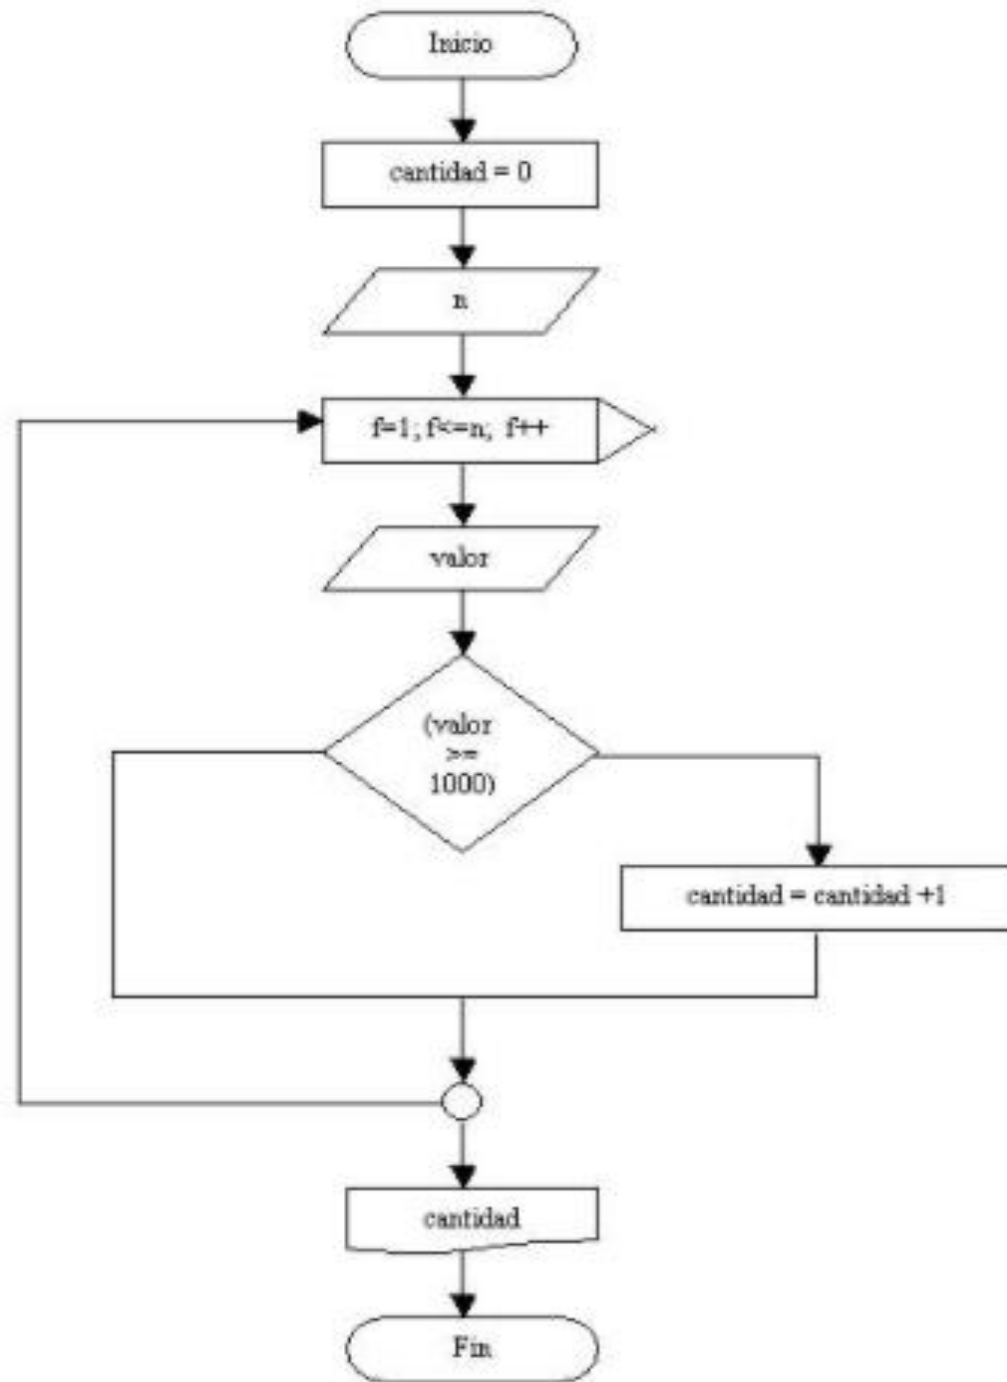 Inicio
cantidad = 0
n
f=1; f<=n; f++
valor
(valor
>=
1000)
cantidad = cantidad +1
cantidad
Fin